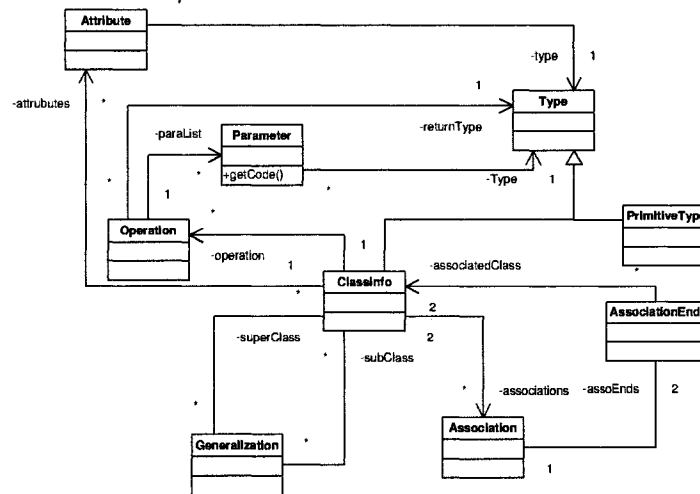 Attribute
-type
1
-attrubutes
*
1
Type
-returnType
-paraList
Parameter
+getCode()
*
*
-Type
1
*
1
*
Operation
-operation
1
1
PrimitiveType
-associatedClass
*
*
ClassInfo
2
2
AssociationEnd
-superClass
*
-subClass
*
-associations
-assoEnds
2
*
*
Generalization
Association
1